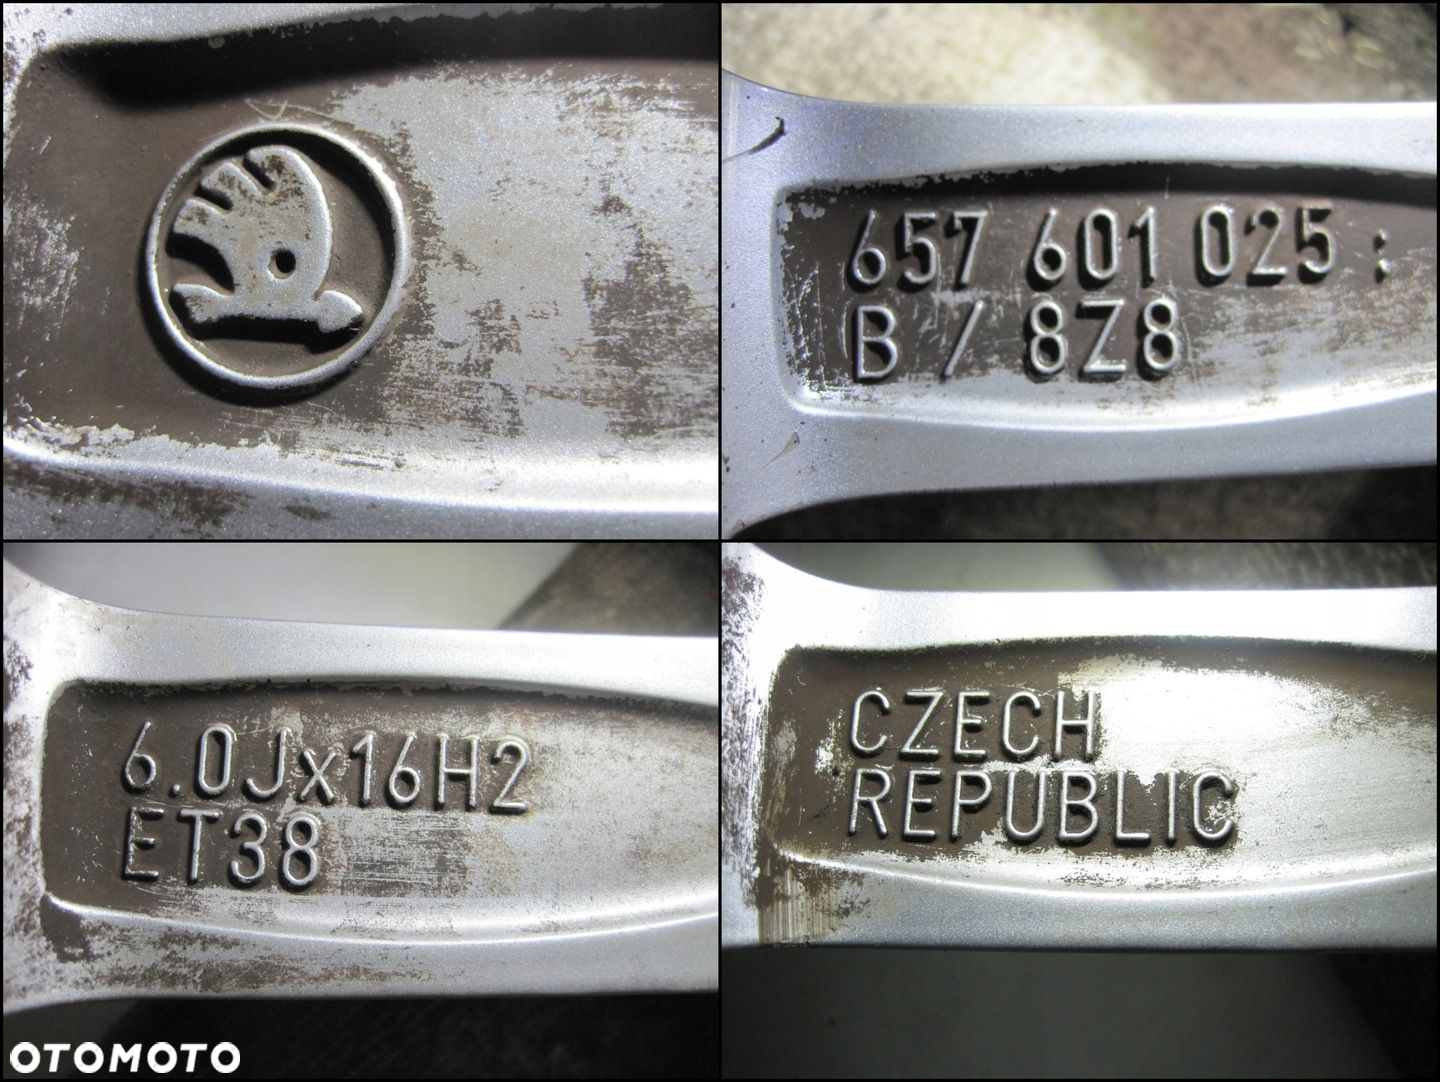 657 601 025 :
B / 8Z8
6.0Jx16H2
ET38
CZECH
REPUBLIC
OTOMOTO